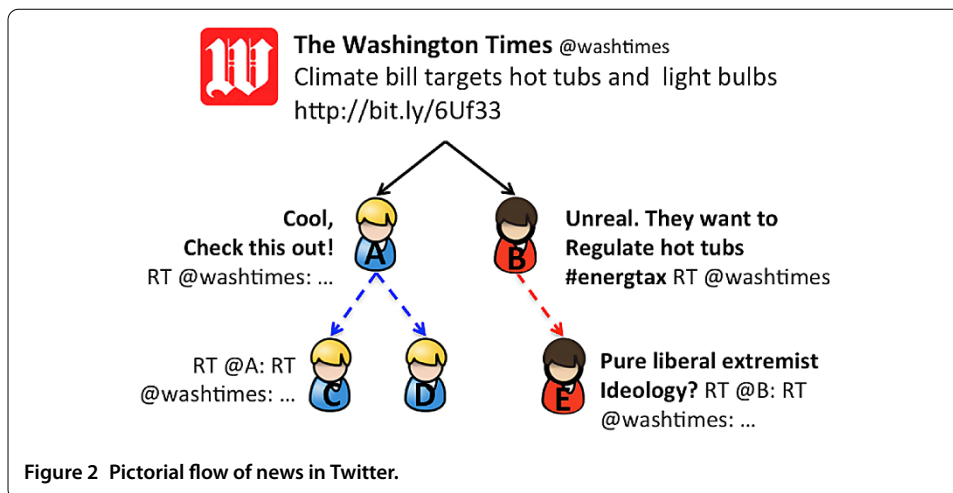 W
The Washington Times @washtimes
Climate bill targets hot tubs and light bulbs
http://bit.ly/6Uf33
Cool,
Check this out!
RT @washtimes: ...
A
B
Unreal. They want to
Regulate hot tubs
#energtax RT @washtimes
RT @A: RT
@washtimes: ...
C
D
E
Pure liberal extremist
Ideology? RT @B: RT
@washtimes: ...
Figure 2 Pictorial flow of news in Twitter.